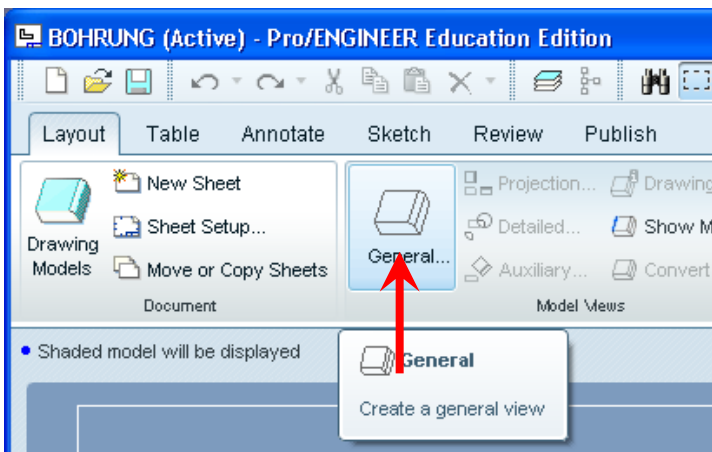 BOHRUNG (Active) - Pro/ENGINEER Education Edition
Layout Table Annotate Sketch Review Publish
New Sheet
Sheet Setup...
Move or Copy Sheets
Drawing
Models
Document
General...
Projection...
Detailed...
Auxiliary...
Drawing
Show M
Convert
Model Views
Shaded model will be displayed
General
Create a general view